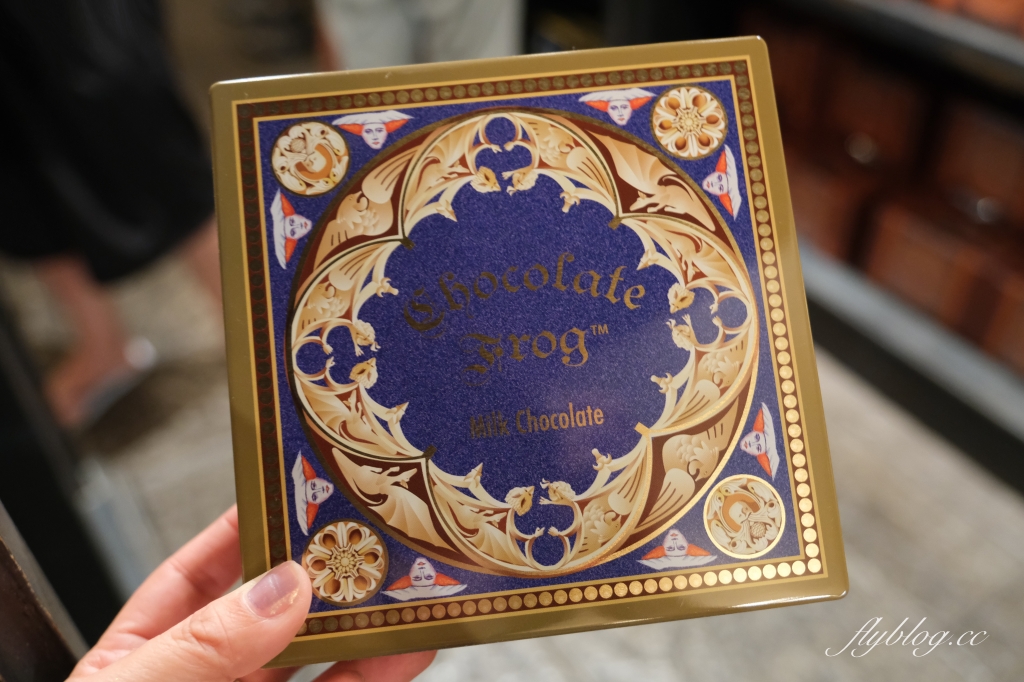 Chocolate
Frog™
Milk Chocolate
flyblog.cc